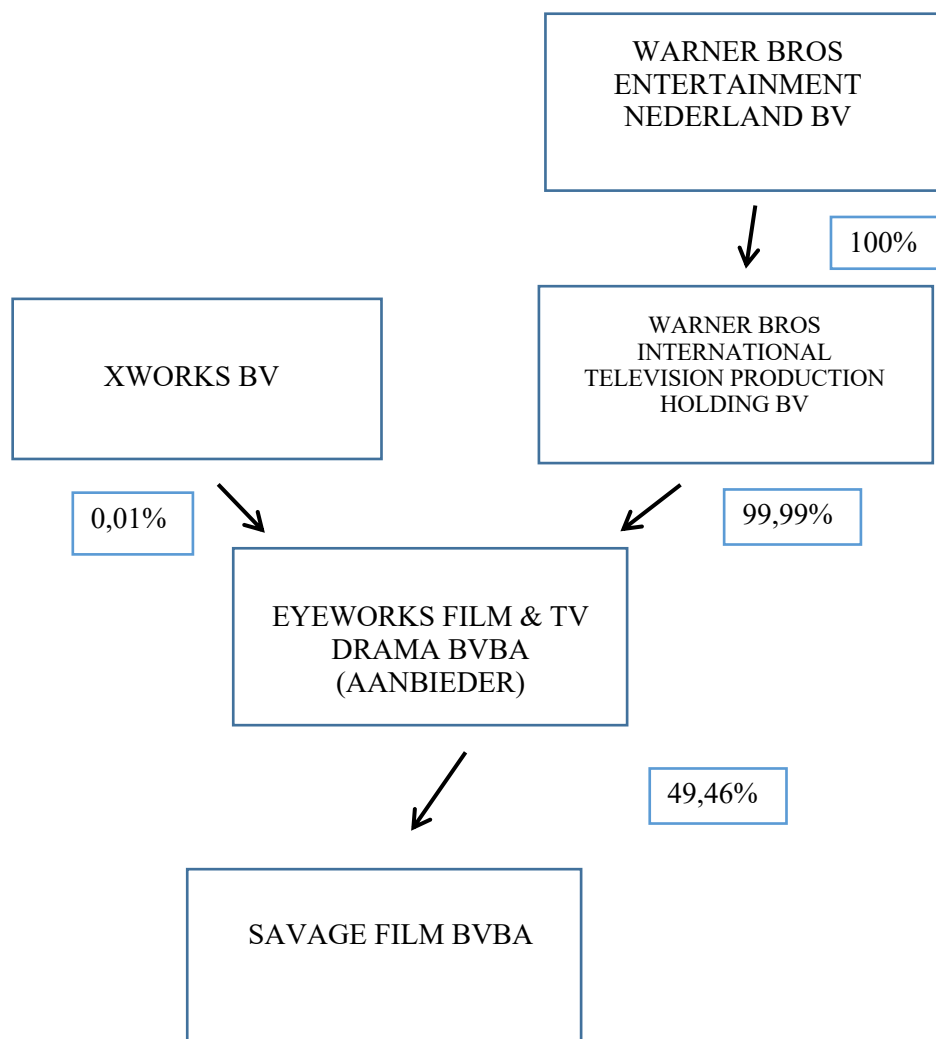 WARNER BROS
ENTERTAINMENT
NEDERLAND BV
100%
XWORKS BV
WARNER BROS
INTERNATIONAL
TELEVISION PRODUCTION
HOLDING BV
0,01%
99,99%
EYEWORKS FILM & TV
DRAMA BVBA
(AANBIEDER)
49,46%
SAVAGE FILM BVBA